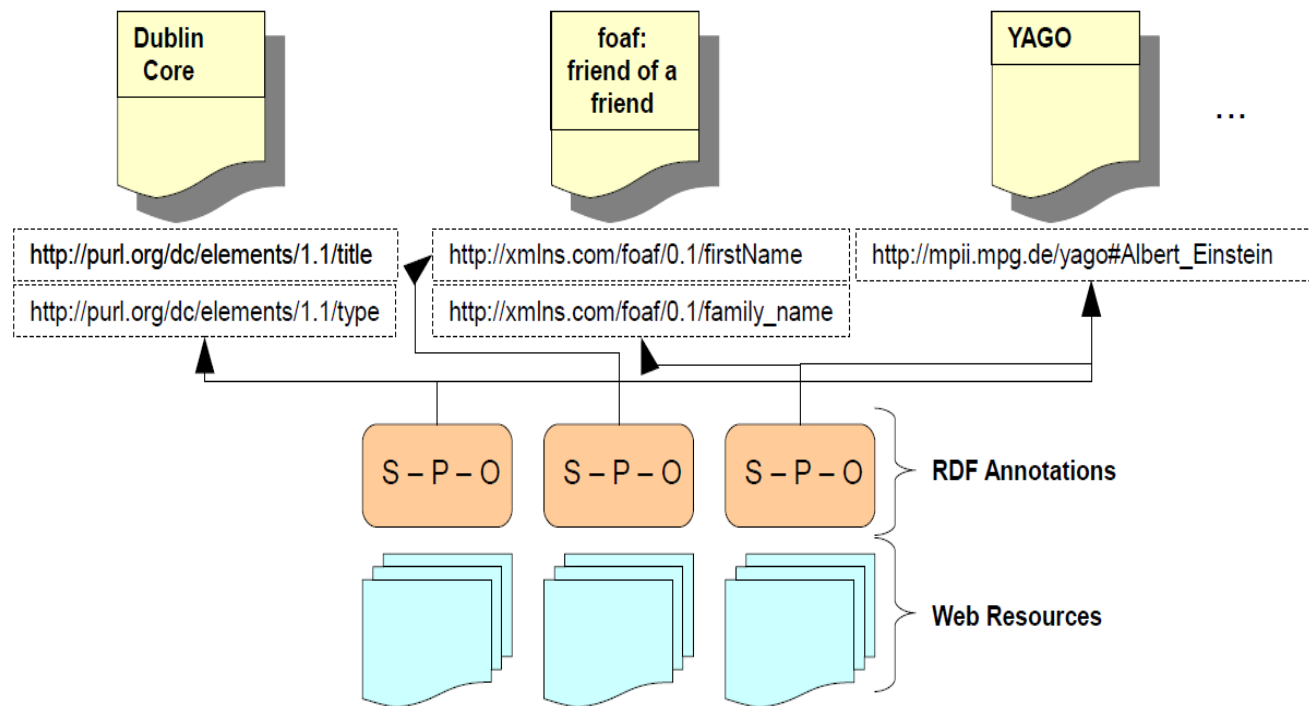 Dublin
Core
foaf:
friend of a
friend
YAGO
...
http://purl.org/dc/elements/1.1/title
http://xmlns.com/foaf/0.1/firstName
http://mpii.mpg.de/yago#Albert_Einstein
http://purl.org/dc/elements/1.1/type
http://xmlns.com/foaf/0.1/family_name
S – P – O
S – P – O
S – P – O
RDF Annotations
Web Resources